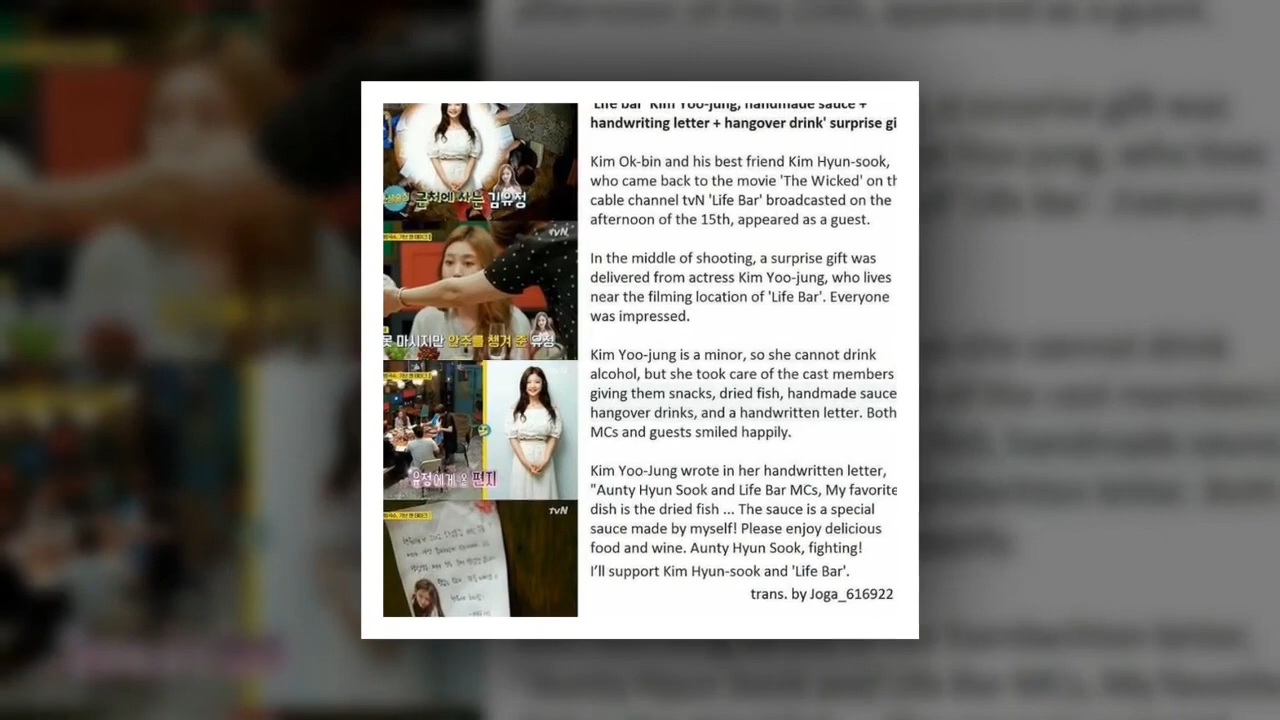 'Life bar' Kim Yoo-jung, handmade sauce +
handwriting letter + hangover drink' surprise gi
Kim Ok-bin and his best friend Kim Hyun-sook,
who came back to the movie 'The Wicked' on th
cable channel tvN 'Life Bar' broadcasted on the
afternoon of the 15th, appeared as a guest.
In the middle of shooting, a surprise gift was
delivered from actress Kim Yoo-jung, who lives
near the filming location of 'Life Bar'. Everyone
was impressed.
Kim Yoo-jung is a minor, so she cannot drink
alcohol, but she took care of the cast members
giving them snacks, dried fish, handmade sauce
hangover drinks, and a handwritten letter. Both
MCs and guests smiled happily.
Kim Yoo-Jung wrote in her handwritten letter,
"Aunty Hyun Sook and Life Bar MCs, My favorite
dish is the dried fish ... The sauce is a special
sauce made by myself! Please enjoy delicious
food and wine. Aunty Hyun Sook, fighting!
I'll support Kim Hyun-sook and 'Life Bar'.
trans. by Joga_616922
근처에 사는 김유정
tvN
못 마시지만 안주를 챙겨 준 유정
유정에게 온 편지
tvN